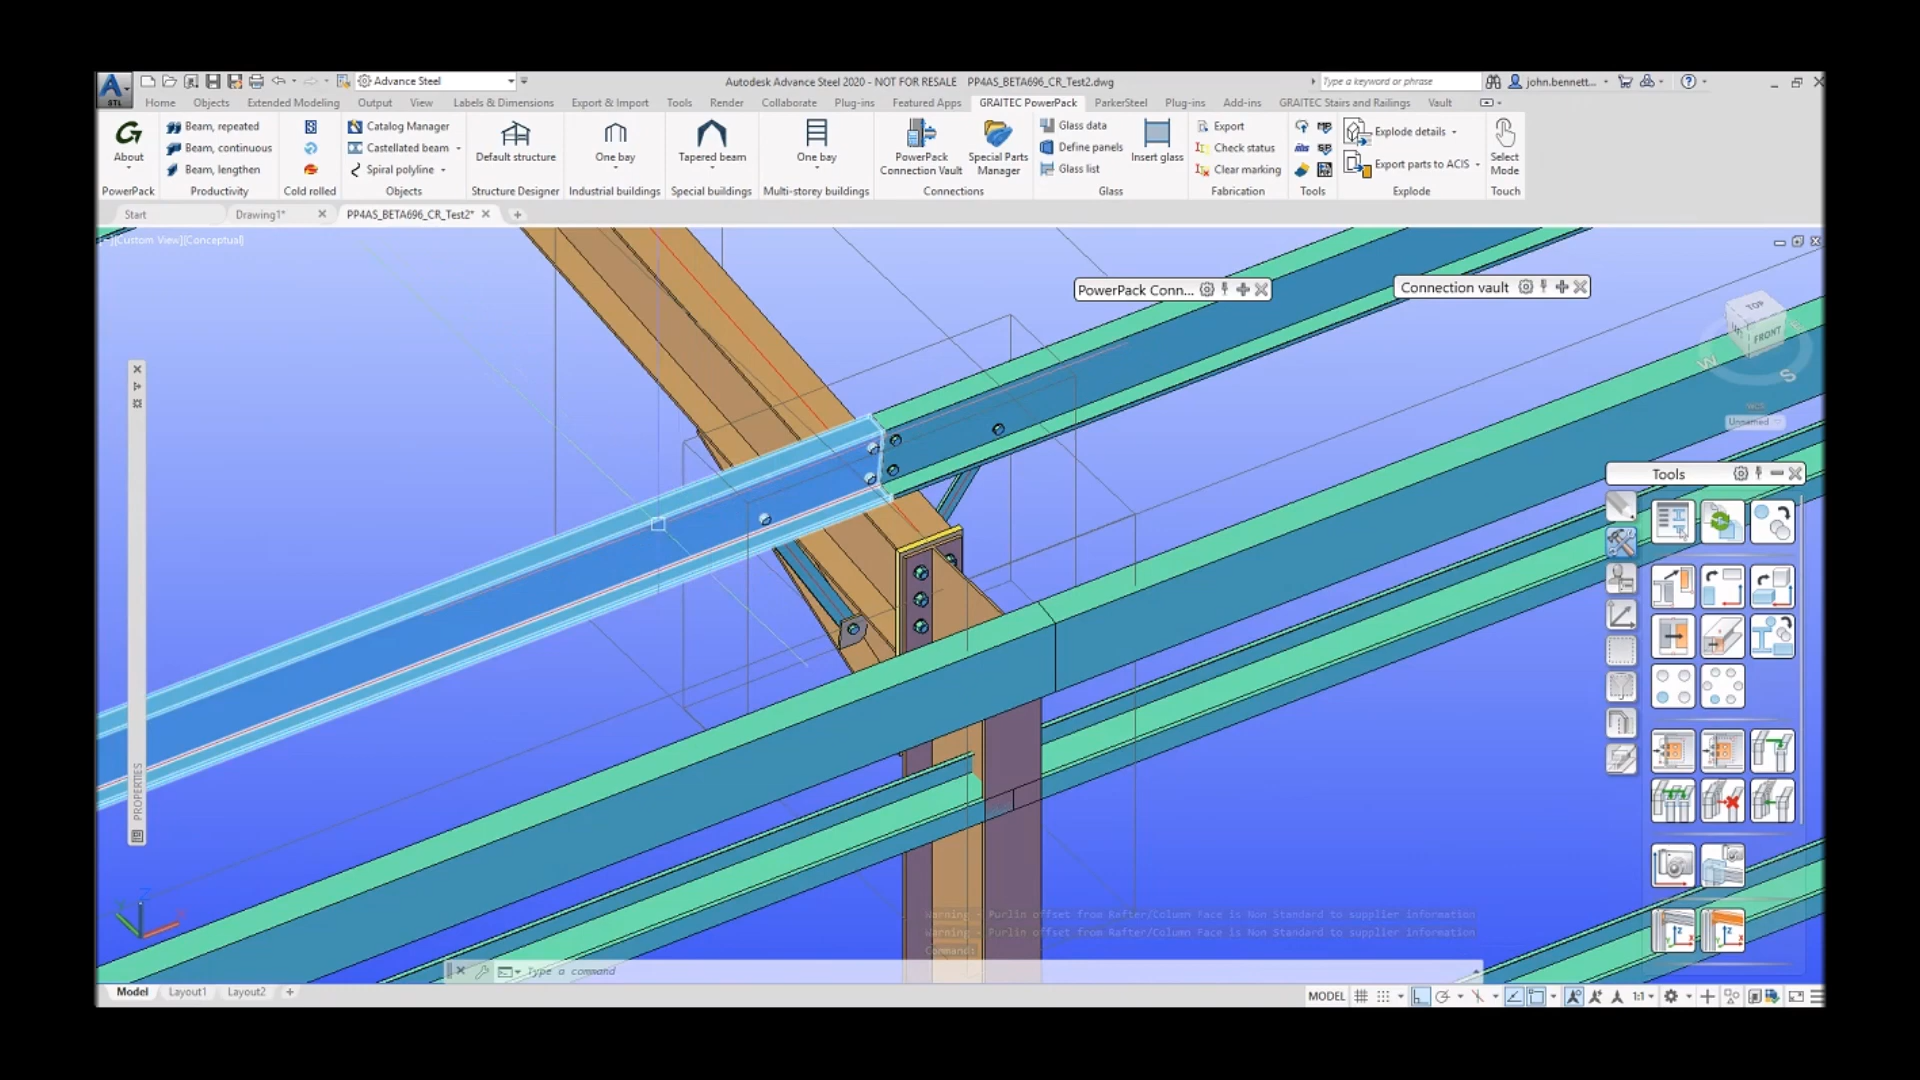 Advance Steel
Autodesk Advance Steel 2020 - NOT FOR RESALE PP4AS_BETA696_CR_Test2.dwg
Type a keyword or phrase
john.bennett...
STL
Home Objects Extended Modeling Output View Labels & Dimensions Export & Import Tools Render Collaborate Plug-ins Featured Apps GRAITEC PowerPack ParkerSteel Plug-ins Add-ins GRAITEC Stairs and Railings Vault
About
PowerPack
Beam, repeated
Beam, continuous
Beam, lengthen
Productivity
Cold rolled
Catalog Manager
Castellated beam
Spiral polyline
Objects
Default structure
Structure Designer
One bay
Industrial buildings
Tapered beam
Special buildings
One bay
Multi-storey buildings
PowerPack
Connection Vault
Special Parts
Manager
Connections
Glass data
Define panels
Glass list
Insert glass
Glass
Export
Check status
Clear marking
Fabrication
Tools
Explode details
Export parts to ACIS
Explode
Select
Mode
Touch
Start
Drawing1*
PP4AS_BETA696_CR_Test2*
[-][Custom View][Conceptual]
PowerPack Conn...
Connection vault
TOP
FRONT
W
S
Unnamed
Tools
PROPERTIES
Z
Warning - Purlin offset from Rafter/Column Face is Non Standard to supplier information
Warning - Purlin offset from Rafter/Column Face is Non Standard to supplier information
Command:
Type a command
Model Layout1 Layout2
MODEL
1:1